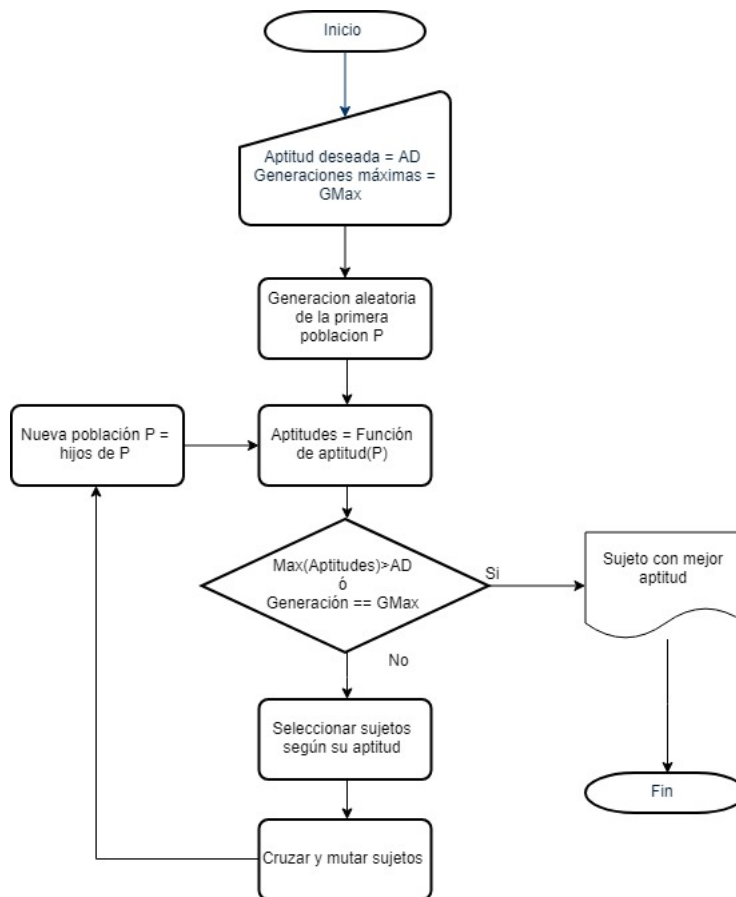 Inicio
Aptitud deseada = AD
Generaciones máximas =
GMax
Generacion aleatoria
de la primera
poblacion P
Nueva población P =
hijos de P
Aptitudes = Función
de aptitud(P)
Max(Aptitudes)>AD
ó
Generación == GMax
Si
Sujeto con mejor
aptitud
No
Seleccionar sujetos
según su aptitud
Fin
Cruzar y mutar sujetos